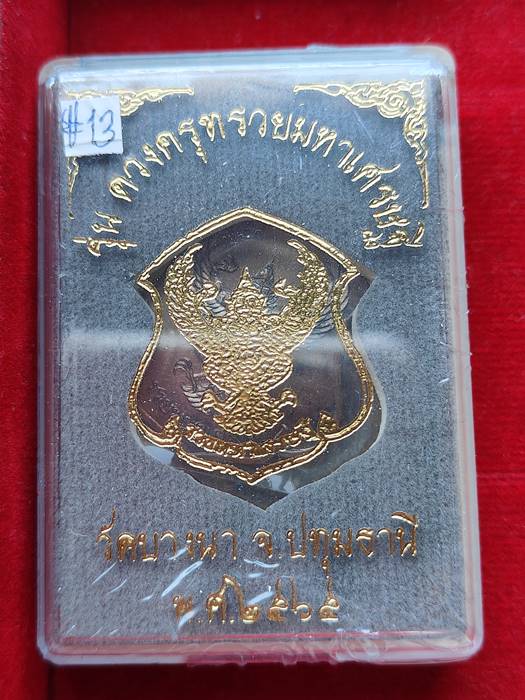 #13
รุ่น ดวงครุฑรวยมหาเศรษฐี
วัดบางนา จ.ปทุมธานี
พ.ศ.๒๕๖๔